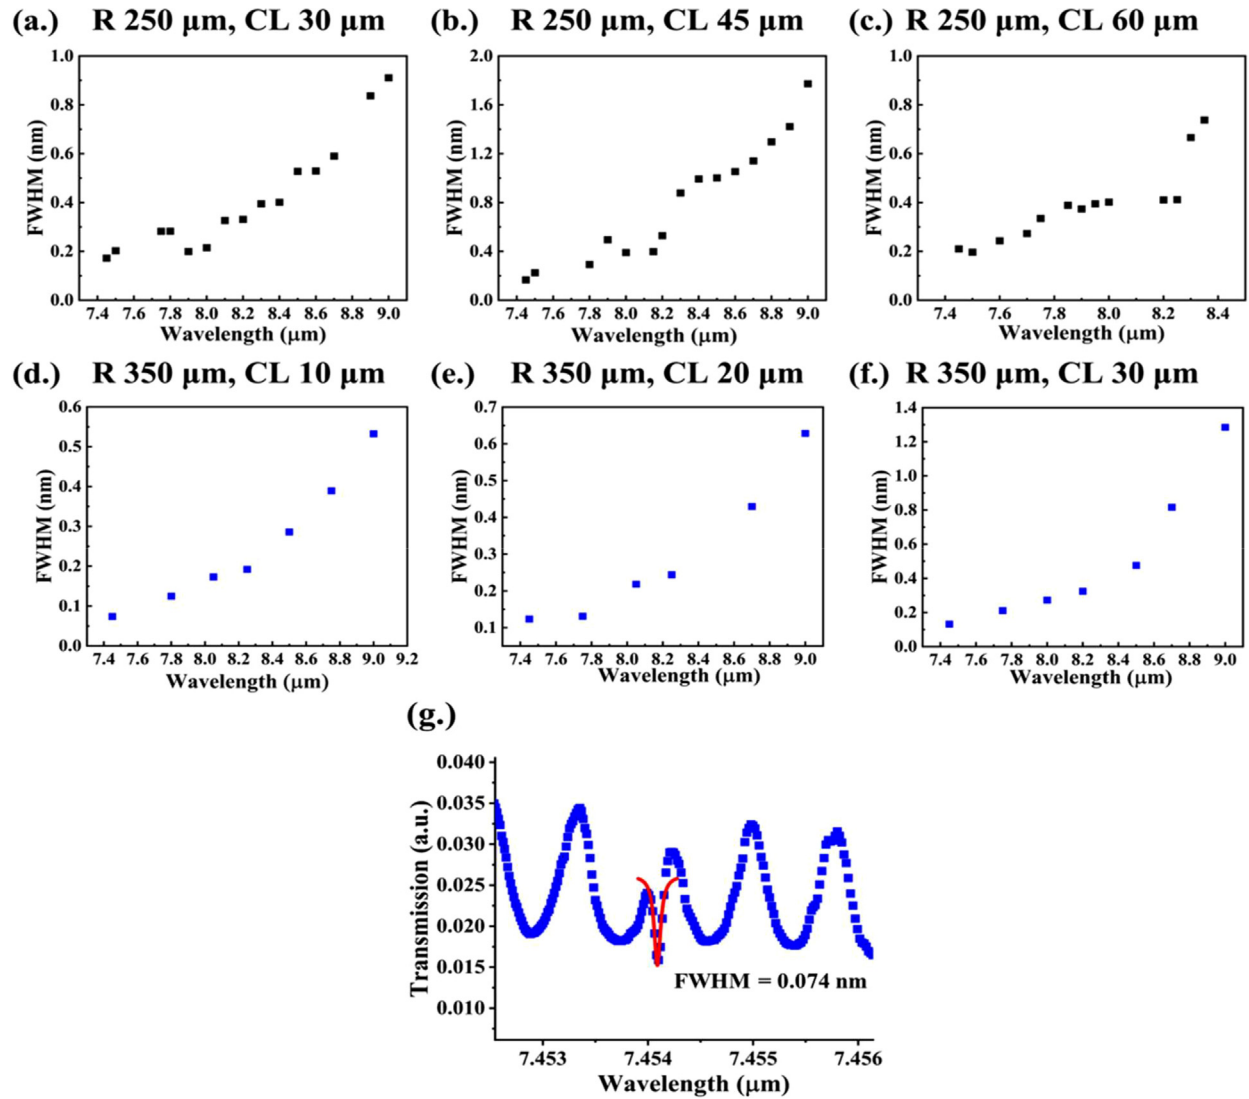 (a.) R 250 μm, CL 30 μm
1.0
0.8
0.6
0.4
0.2
0.0
FWHM (nm)
7.4 7.6 7.8 8.0 8.2 8.4 8.6 8.8 9.0
Wavelength (μm)
(b.) R 250 μm, CL 45 μm
2.0
1.6
1.2
0.8
0.4
0.0
FWHM (nm)
7.4 7.6 7.8 8.0 8.2 8.4 8.6 8.8 9.0
Wavelength (μm)
(c.) R 250 μm, CL 60 μm
1.0
0.8
0.6
0.4
0.2
0.0
FWHM (nm)
7.4 7.6 7.8 8.0 8.2 8.4
Wavelength (μm)
(d.) R 350 μm, CL 10 μm
0.6
0.5
0.4
0.3
0.2
0.1
0.0
FWHM (nm)
7.4 7.6 7.8 8.0 8.2 8.4 8.6 8.8 9.0 9.2
Wavelength (μm)
(e.) R 350 μm, CL 20 μm
0.7
0.6
0.5
0.4
0.3
0.2
0.1
FWHM (nm)
7.4 7.6 7.8 8.0 8.2 8.4 8.6 8.8 9.0
Wavelength (μm)
(f.) R 350 μm, CL 30 μm
1.4
1.2
1.0
0.8
0.6
0.4
0.2
0.0
FWHM (nm)
7.4 7.6 7.8 8.0 8.2 8.4 8.6 8.8 9.0
Wavelength (μm)
(g.)
0.040
0.035
0.030
0.025
0.020
0.015
0.010
Transmission (a.u.)
FWHM = 0.074 nm
7.453 7.454 7.455 7.456
Wavelength (μm)